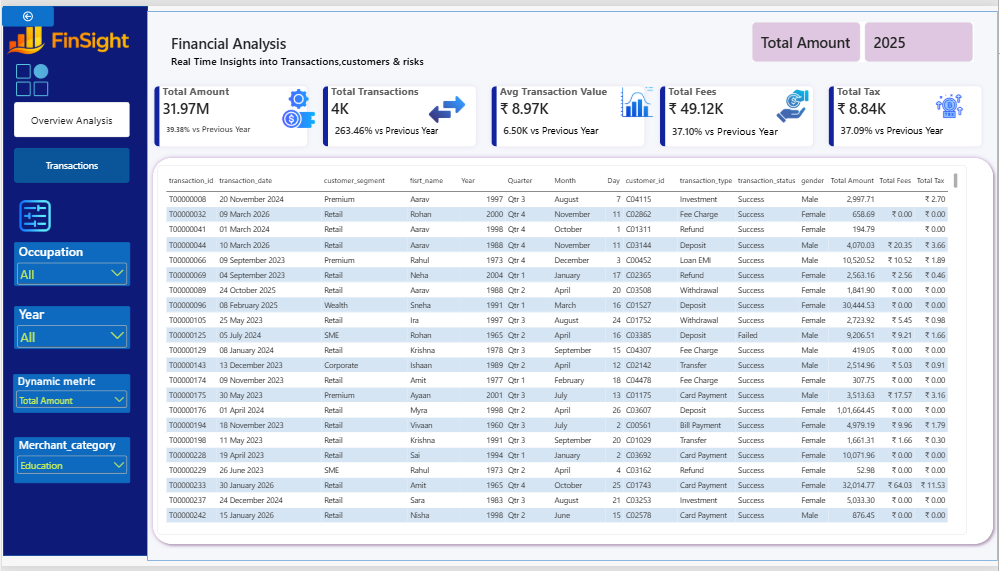 FinSight
Overview Analysis
Transactions
Occupation
All
Year
All
Dynamic metric
Total Amount
Merchant_category
Education
Financial Analysis
Real Time Insights into Transactions,customers & risks
Total Amount
2025
Total Amount
31.97M
39.38% vs Previous Year
Total Transactions
4K
263.46% vs Previous Year
Avg Transaction Value
₹ 8.97K
6.50K vs Previous Year
Total Fees
₹ 49.12K
37.10% vs Previous Year
Total Tax
₹ 8.84K
37.09% vs Previous Year
transaction_id transaction_date customer_segment fisrt_name Year Quarter Month Day customer_id transaction_type transaction_status gender Total Amount Total Fees Total Tax
T00000008 20 November 2024 Premium Aarav 1997 Qtr 3 August 7 C04115 Investment Success Male 2,997.71 ₹ 2.70
T00000032 09 March 2026 Retail Rohan 2000 Qtr 4 November 11 C02862 Fee Charge Success Female 658.69 ₹ 0.00 ₹ 0.00
T00000041 01 March 2024 Retail Aarav 1998 Qtr 4 October 1 C01311 Refund Success Female 194.79 ₹ 0.00
T00000044 10 March 2026 Retail Aarav 1988 Qtr 4 November 11 C03144 Deposit Success Male 4,070.03 ₹ 20.35 ₹ 3.66
T00000066 09 September 2023 Premium Rahul 1973 Qtr 4 December 3 C00452 Loan EMI Success Male 10,520.52 ₹ 10.52 ₹ 1.89
T00000069 04 September 2023 Retail Neha 2004 Qtr 1 January 17 C02365 Refund Success Female 2,563.16 ₹ 2.56 ₹ 0.46
T00000089 24 October 2025 Retail Aarav 1988 Qtr 2 April 20 C03508 Withdrawal Success Female 1,841.90 ₹ 0.00 ₹ 0.00
T00000096 08 February 2025 Wealth Sneha 1991 Qtr 1 March 16 C01527 Deposit Success Female 30,444.53 ₹ 0.00 ₹ 0.00
T00000105 25 May 2023 Retail Ira 1997 Qtr 3 August 24 C01752 Withdrawal Success Female 2,723.92 ₹ 5.45 ₹ 0.98
T00000125 05 July 2024 SME Rohan 1965 Qtr 2 April 16 C03385 Deposit Failed Female 9,206.51 ₹ 9.21 ₹ 1.66
T00000129 08 January 2024 Retail Krishna 1978 Qtr 3 September 15 C04307 Fee Charge Success Male 419.05 ₹ 0.00 ₹ 0.00
T00000143 13 December 2023 Corporate Ishaan 1989 Qtr 2 April 12 C02142 Transfer Success Male 2,514.96 ₹ 5.03 ₹ 0.91
T00000174 09 November 2023 Retail Amit 1977 Qtr 1 February 18 C04478 Fee Charge Success Female 307.75 ₹ 0.00 ₹ 0.00
T00000175 30 May 2023 Premium Ayaan 2001 Qtr 3 July 13 C01175 Card Payment Success Male 3,513.63 ₹ 17.57 ₹ 3.16
T00000176 01 April 2024 Retail Myra 1998 Qtr 2 April 26 C03607 Deposit Success Female 1,01,664.45 ₹ 0.00 ₹ 0.00
T00000194 18 November 2023 Retail Vivaan 1960 Qtr 3 July 2 C00561 Bill Payment Success Female 4,979.19 ₹ 9.96 ₹ 1.79
T00000198 11 May 2023 Retail Krishna 1991 Qtr 3 September 20 C01029 Transfer Success Female 1,661.31 ₹ 1.66 ₹ 0.30
T00000228 19 April 2023 Retail Sai 1994 Qtr 1 January 2 C03692 Card Payment Success Female 10,071.96 ₹ 0.00 ₹ 0.00
T00000229 26 June 2023 SME Rahul 1973 Qtr 2 April 4 C03162 Refund Success Female 52.98 ₹ 0.00 ₹ 0.00
T00000233 30 January 2026 Retail Amit 1965 Qtr 4 October 25 C01743 Card Payment Success Female 32,014.77 ₹ 64.03 ₹ 11.53
T00000237 24 December 2024 Retail Sara 1983 Qtr 3 August 21 C03253 Investment Success Female 5,033.30 ₹ 0.00 ₹ 0.00
T00000242 15 January 2026 Retail Nisha 1998 Qtr 2 June 15 C02578 Card Payment Success Male 876.45 ₹ 0.00 ₹ 0.00